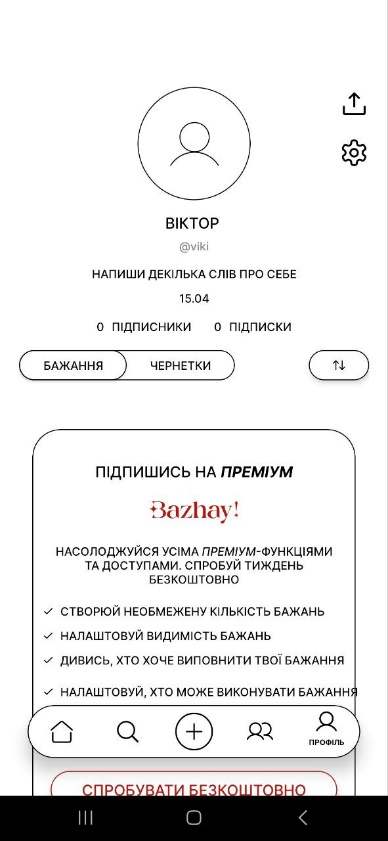 ВІКТОР
@viki
НАПИШИ ДЕКІЛЬКА СЛІВ ПРО СЕБЕ
15.04
0 ПІДПИСНИКИ 0 ПІДПИСКИ
БАЖАННЯ ЧЕРНЕТКИ
ПІДПИШИСЬ НА ПРЕМІУМ
Bazhay!
НАСОЛОДЖУЙСЯ УСІМА ПРЕМІУМ-ФУНКЦІЯМИ
ТА ДОСТУПАМИ. СПРОБУЙ ТИЖДЕНЬ
БЕЗКОШТОВНО
СТВОРЮЙ НЕОБМЕЖЕНУ КІЛЬКІСТЬ БАЖАНЬ
НАЛАШТОВУЙ ВИДИМІСТЬ БАЖАНЬ
ДИВИСЬ, ХТО ХОЧЕ ВИПОВНИТИ ТВОЇ БАЖАННЯ
НАЛАШТОВУЙ, ХТО МОЖЕ ВИКОНУВАТИ БАЖАННЯ
ПРОФІЛЬ
СПРОБУВАТИ БЕЗКОШТОВНО